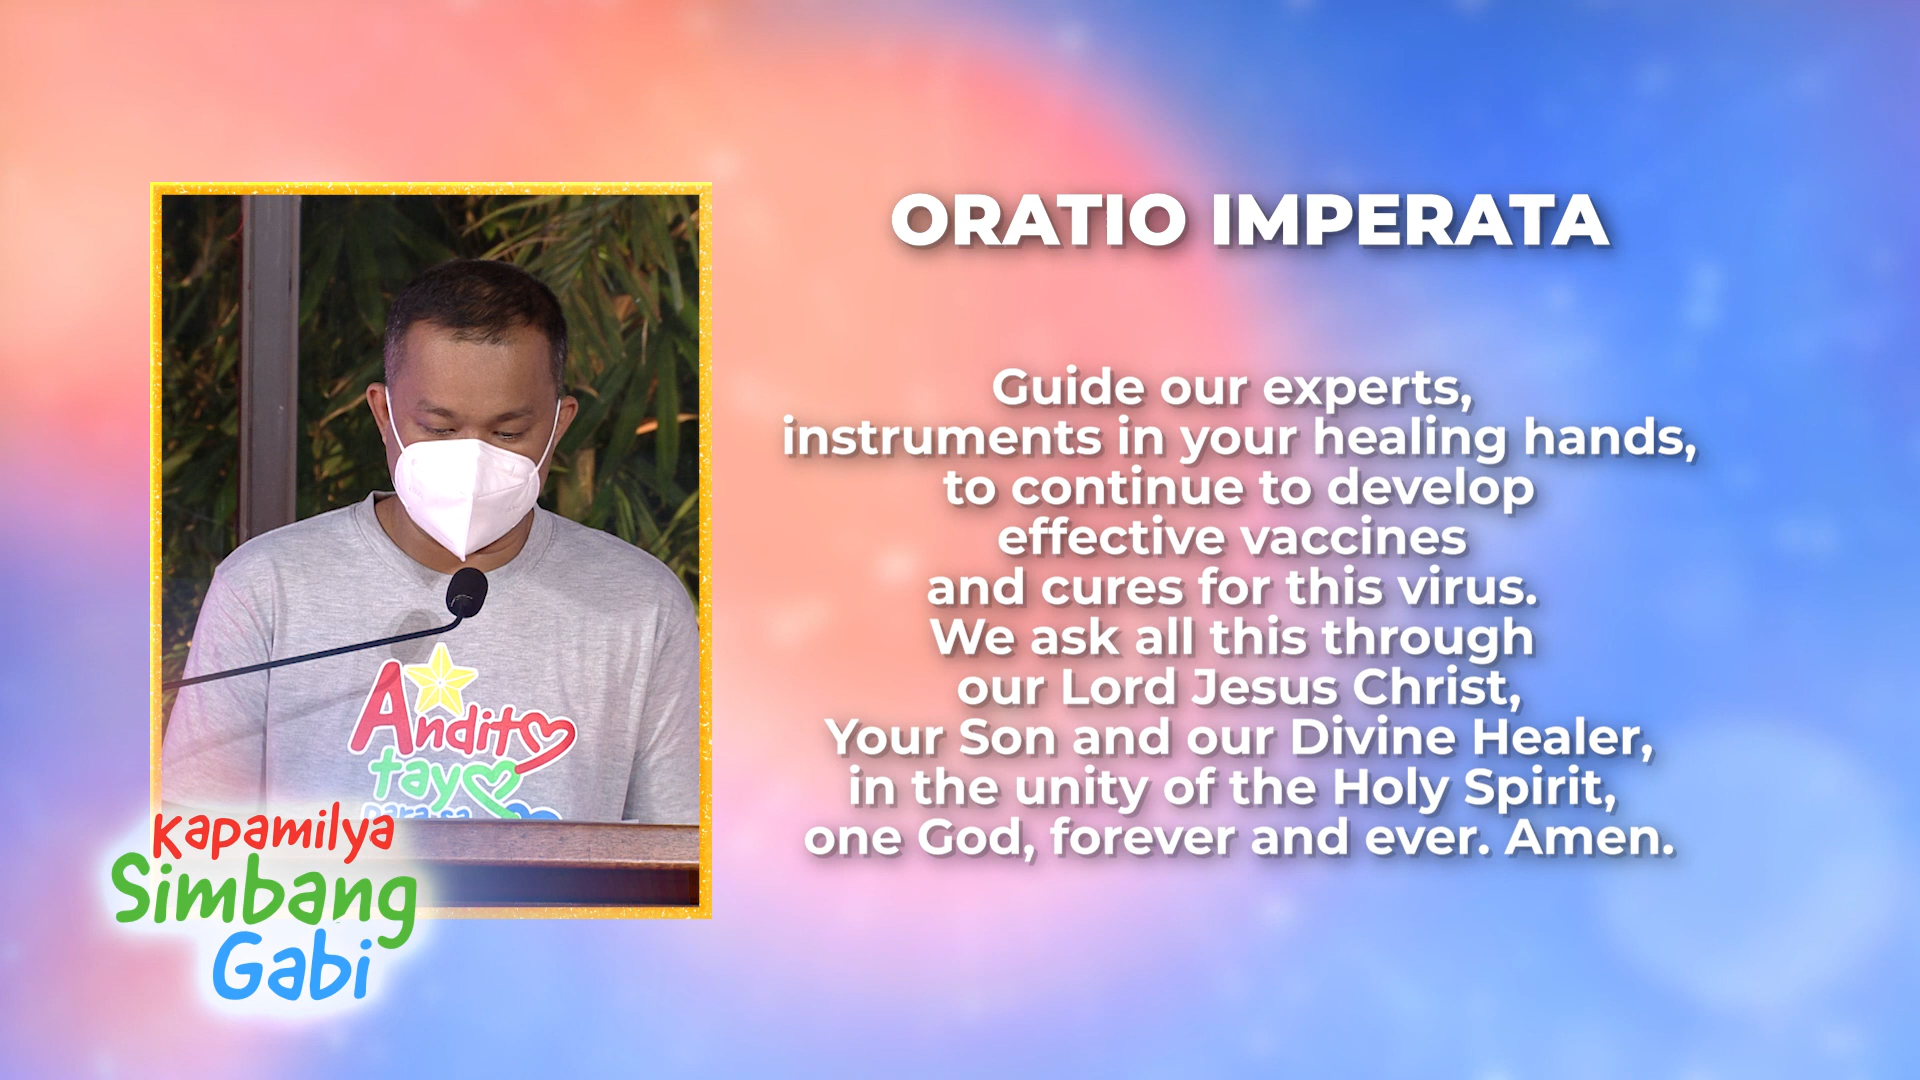 ORATIO IMPERATA
Guide our experts,
instruments in your healing hands,
to continue to develop
effective vaccines
and cures for this virus.
We ask all this through
our Lord Jesus Christ,
Your Son and our Divine Healer,
in the unity of the Holy Spirit,
one God, forever and ever. Amen.
Andito
tayo
Kapamilya
Simbang
Gabi